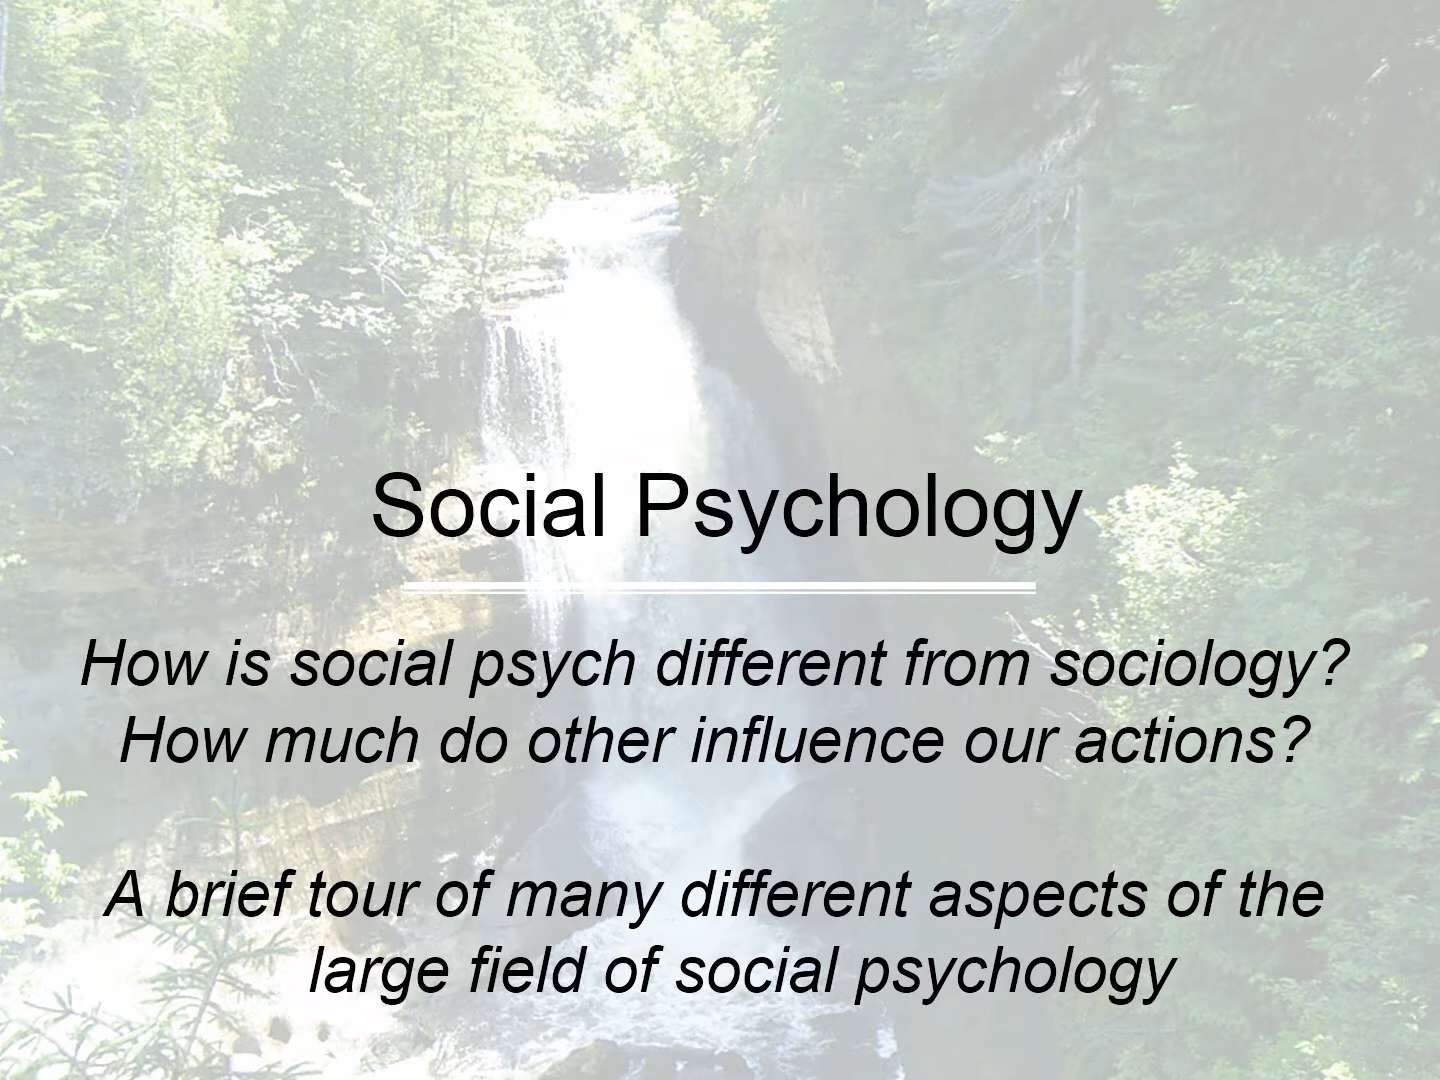 Social Psychology
How is social psych different from sociology?
How much do other influence our actions?
A brief tour of many different aspects of the
large field of social psychology